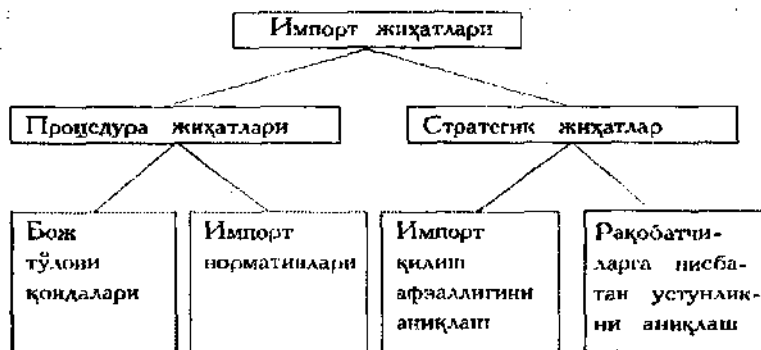 Импорт жиҳатлари
Процедура жиҳатлари
Стратегик жиҳатлар
Бож
тўлови
қоидалари
Импорт
нормативлари
Импорт
қилиш
афзаллигини
аниқлаш
Рақобатчи-
ларга нисба-
тан устунлик-
ни аниқлаш